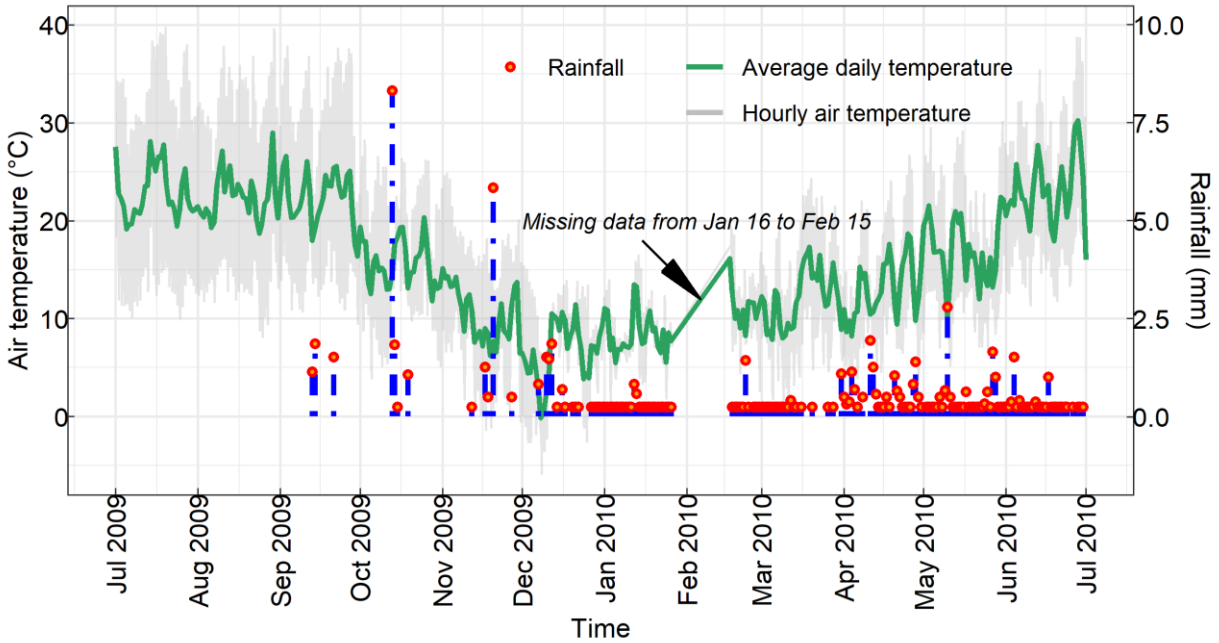 40
30
20
10
0
Air temperature (°C)
10.0
7.5
5.0
2.5
0.0
Rainfall (mm)
Rainfall
Average daily temperature
Hourly air temperature
Missing data from Jan 16 to Feb 15
Jul 2009
Aug 2009
Sep 2009
Oct 2009
Nov 2009
Dec 2009
Jan 2010
Feb 2010
Mar 2010
Apr 2010
May 2010
Jun 2010
Jul 2010
Time